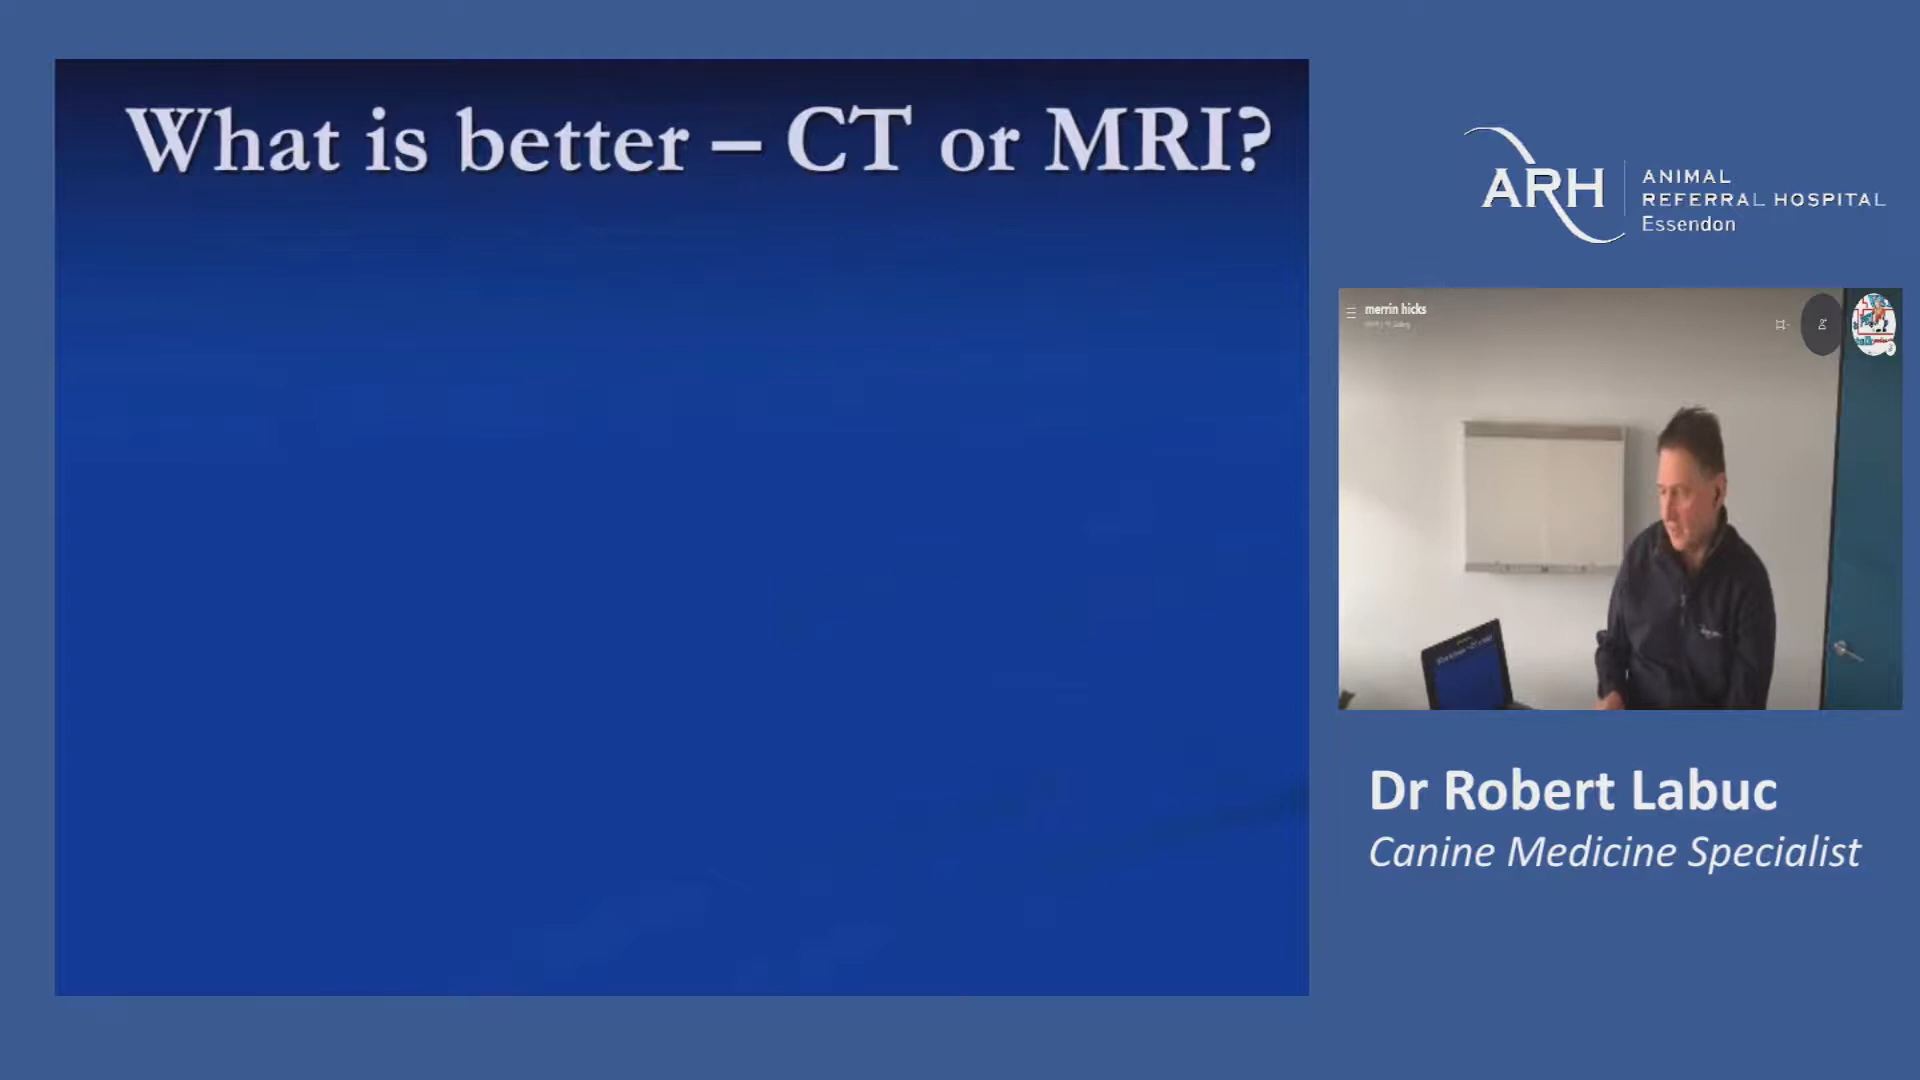 What is better – CT or MRI?
ARH
ANIMAL
REFERRAL HOSPITAL
Essendon
merrin hicks
Dr Robert Labuc
Canine Medicine Specialist